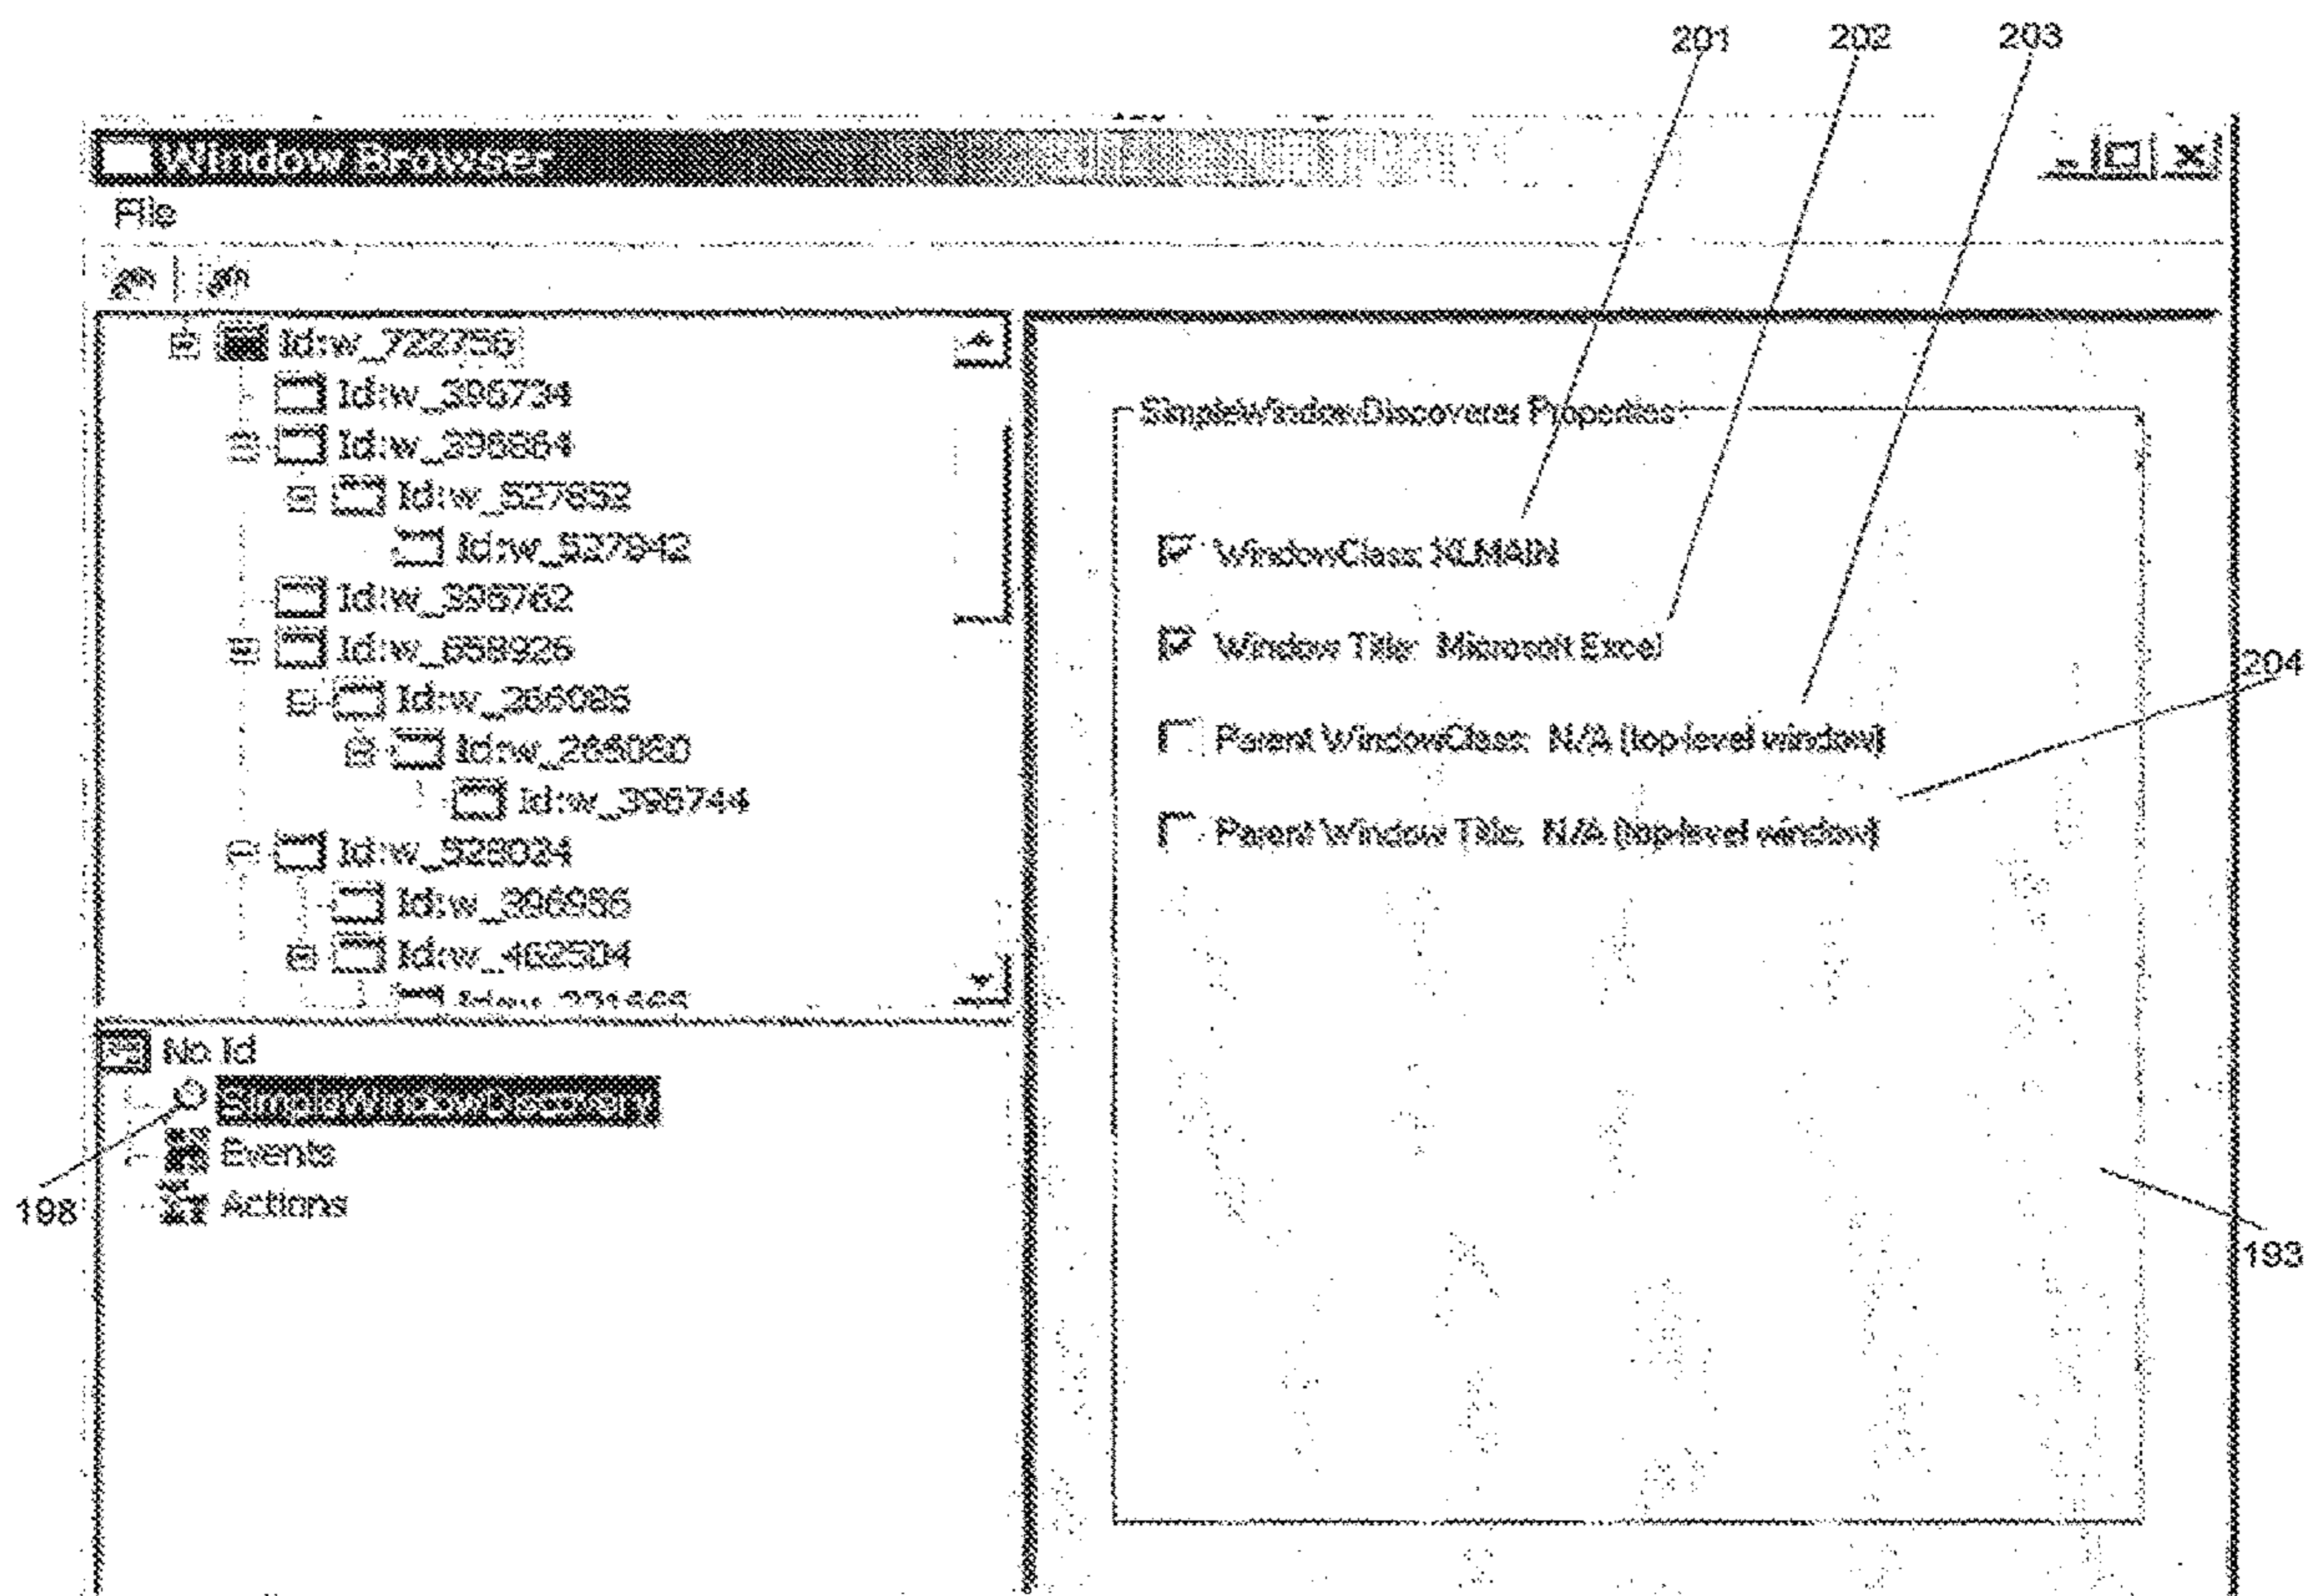 201 202 203
Window Browser
File
Id:w_722756
Id:w_396734
Id:w_396864
Id:w_527652
Id:w_527942
Id:w_396762
Id:w_658926
Id:w_266086
Id:w_266080
Id:w_396744
Id:w_528024
Id:w_396986
Id:w_462504
No Id
Events
Actions
198
SimpleWindowDiscoverer Properties
WindowClass: XLMAIN
Window Title: Microsoft Excel
Parent WindowClass: N/A (top-level window)
Parent Window Title: N/A (top-level window)
204
193